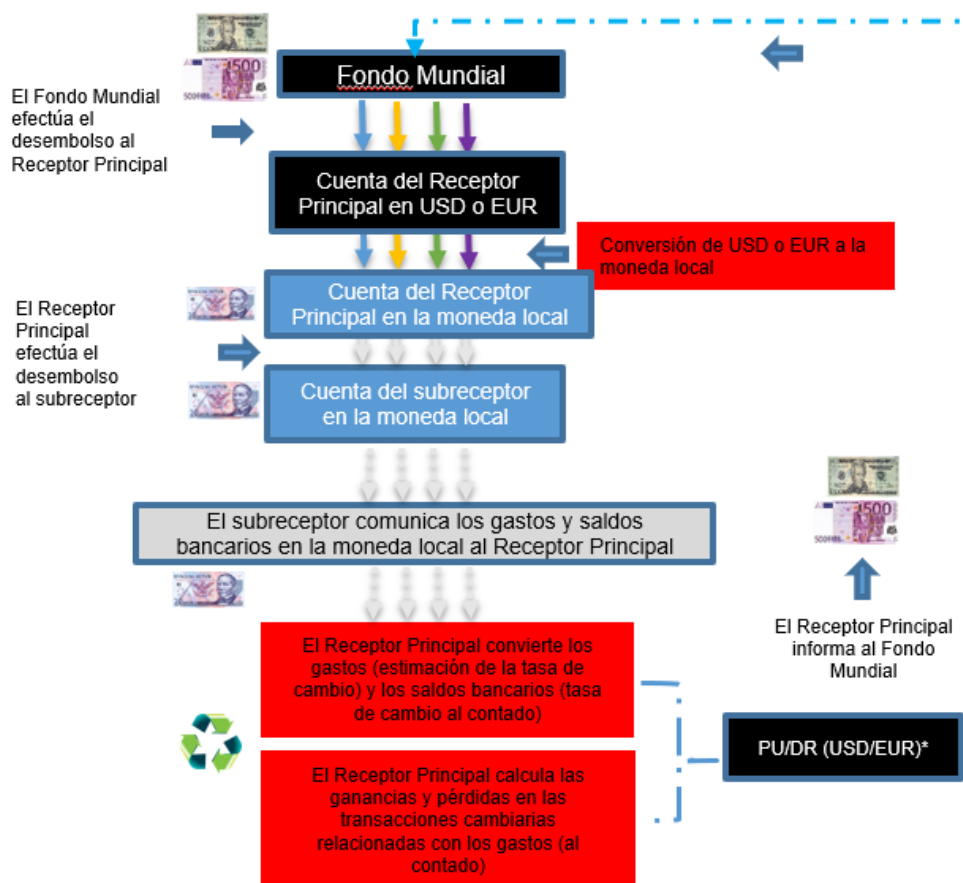 Fondo Mundial
El Fondo Mundial
efectúa el
desembolso al
Receptor Principal
Cuenta del Receptor
Principal en USD o EUR
Conversión de USD o EUR a la
moneda local
Cuenta del Receptor
Principal en la moneda local
El Receptor
Principal
efectúa el
desembolso
al subreceptor
Cuenta del subreceptor
en la moneda local
El subreceptor comunica los gastos y saldos
bancarios en la moneda local al Receptor Principal
500
500
El Receptor Principal
informa al Fondo
Mundial
El Receptor Principal convierte los
gastos (estimación de la tasa de
cambio) y los saldos bancarios (tasa
de cambio al contado)
PU/DR (USD/EUR)*
El Receptor Principal calcula las
ganancias y pérdidas en las
transacciones cambiarias
relacionadas con los gastos (al
contado)